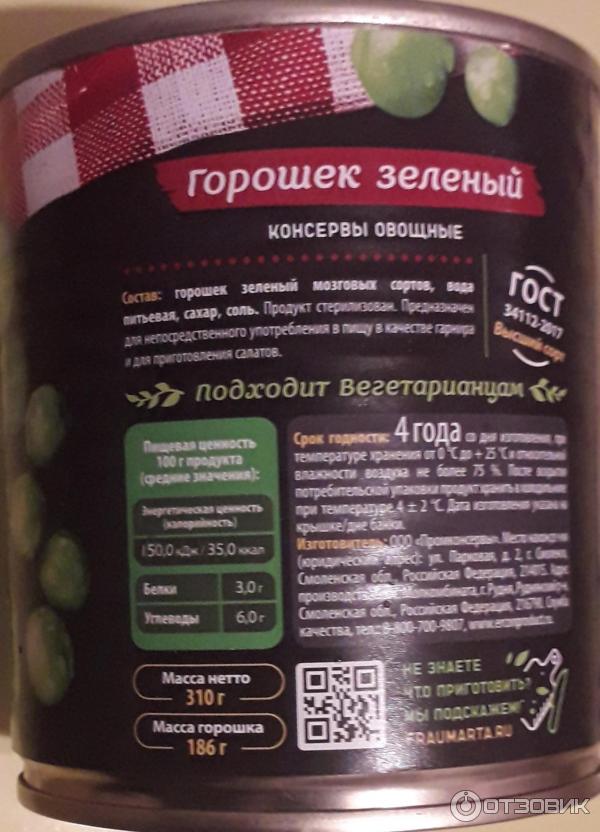 горошек зеленый
КОНСЕРВЫ ОВОЩНЫЕ
Состав: горошек зеленый мозговых сортов, вода
питьевая, сахар, соль. Продукт стерилизован. Предназначен
для непосредственного употребления в пищу в качестве гарнира
и для приготовления салатов.
ГОСТ
34112-2017
Высший сорт
подходит вегетарианцам
Пищевая ценность
100 г продукта
(средние значения):
Энергетическая ценность
(калорийность)
150,0 кДж / 35,0 ккал
Белки 3,0 г
Углеводы 6,0 г
Срок годности: 4 года со дня изготовления, при
температуре хранения от 0 °С до + 25 °С и относительной
влажности воздуха не более 75 %. После вскрытия
потребительской упаковки продукт хранить в холодильнике
при температуре 4 ± 2 °С. Дата изготовления указана на
крышке/дне банки.
Изготовитель: ООО «Промконсервы». Место нахождения
(юридический адрес): ул. Парковая, д. 2, г. Смоленск,
Смоленская обл., Российская Федерация, 214015. Адрес
производства: г. Рудня,
Смоленская обл., Российская Федерация, 216790. Служба
качества, тел.: 8-800-700-9807,
Масса нетто
310 г
Масса горошка
186 г
НЕ ЗНАЕТЕ
ЧТО ПРИГОТОВИТЬ?
МЫ ПОДСКАЖЕМ!
FRAUMARTA.RU
ОТЗОВИК